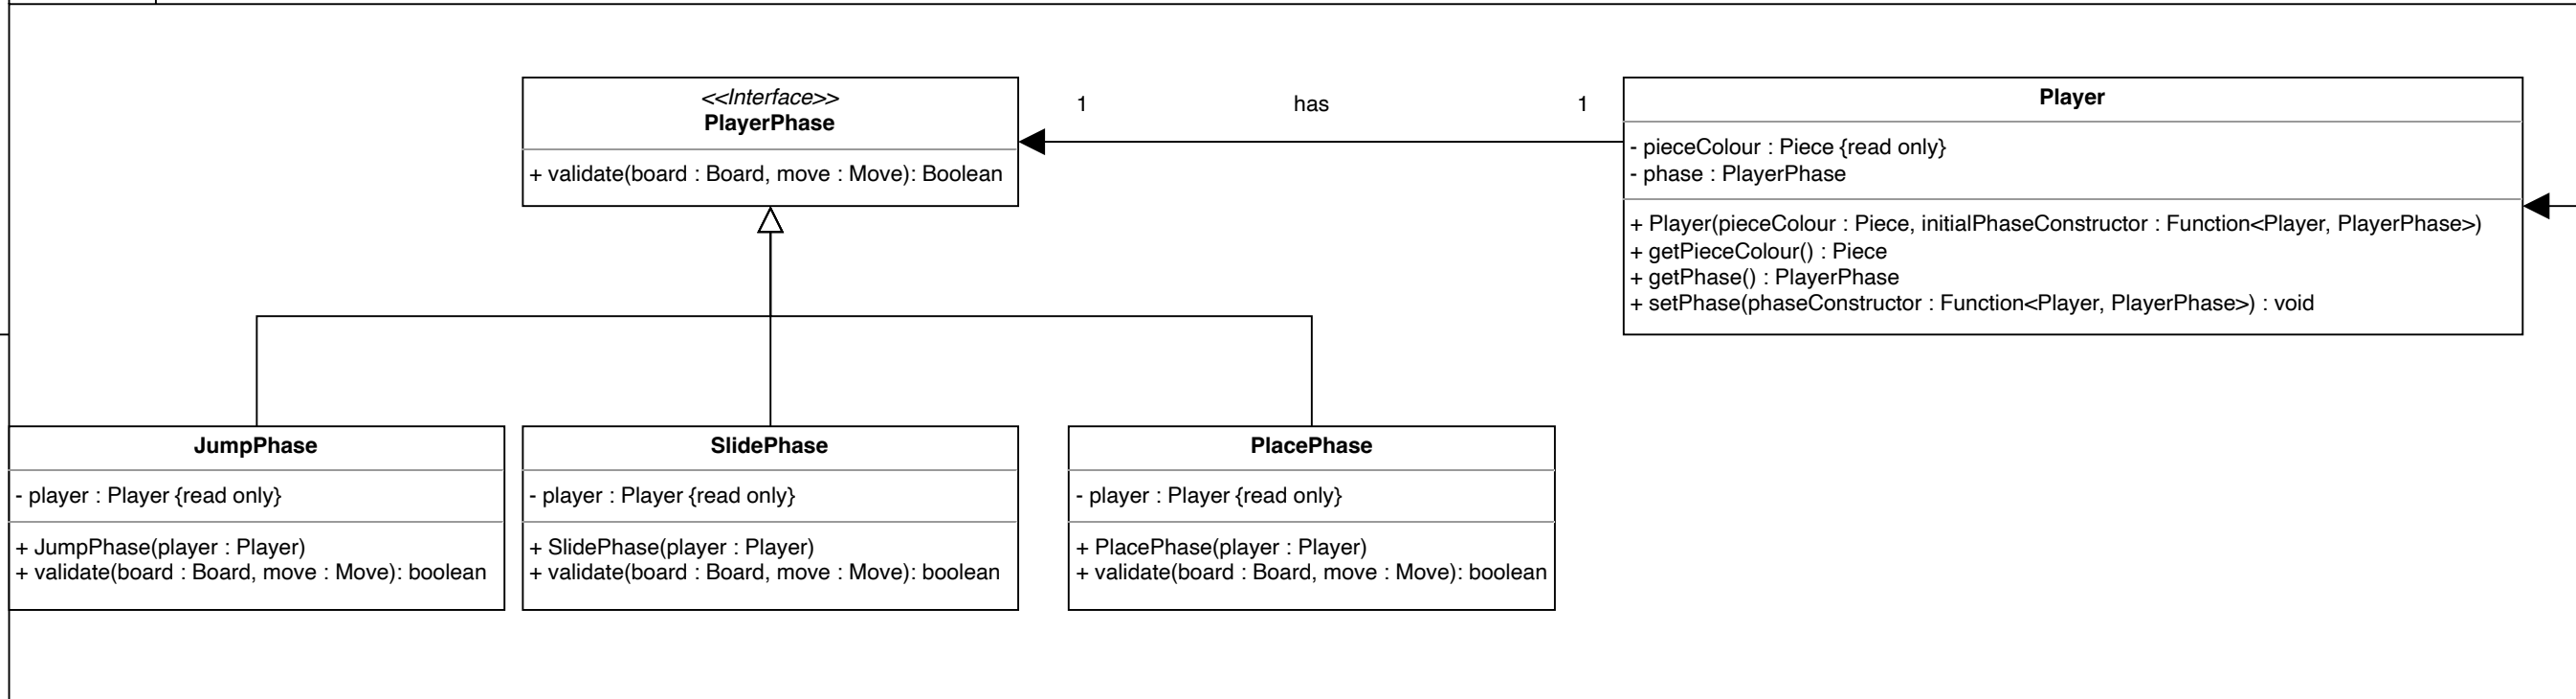 <<Interface>>
PlayerPhase
+ validate(board : Board, move : Move): Boolean
1
has
1
Player
- pieceColour : Piece {read only}
- phase : PlayerPhase
+ Player(pieceColour : Piece, initialPhaseConstructor : Function<Player, PlayerPhase>)
+ getPieceColour() : Piece
+ getPhase() : PlayerPhase
+ setPhase(phaseConstructor : Function<Player, PlayerPhase>) : void
JumpPhase
- player : Player {read only}
+ JumpPhase(player : Player)
+ validate(board : Board, move : Move): boolean
SlidePhase
- player : Player {read only}
+ SlidePhase(player : Player)
+ validate(board : Board, move : Move): boolean
PlacePhase
- player : Player {read only}
+ PlacePhase(player : Player)
+ validate(board : Board, move : Move): boolean